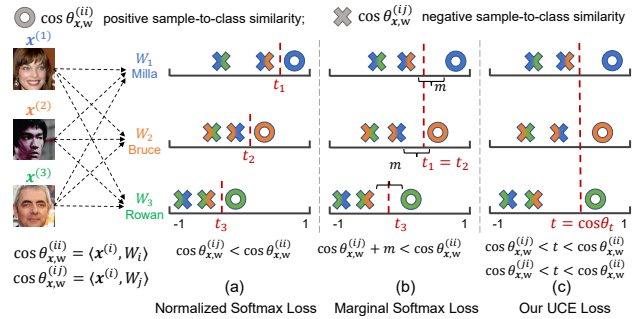 cos θ_{x,w}^{(ii)} positive sample-to-class similarity; cos θ_{x,w}^{(ij)} negative sample-to-class similarity
x^{(1)}
W_1
Milla
t_1
m
x^{(2)}
W_2
Bruce
t_2
m
t_1 = t_2
x^{(3)}
W_3
Rowan
t_3
t_3
t = cosθ_t
-1 1 -1 1 -1 1
cos θ_{x,w}^{(ii)} = ⟨x^{(i)}, W_i⟩
cos θ_{x,w}^{(ij)} = ⟨x^{(i)}, W_j⟩
cos θ_{x,w}^{(ij)} < cos θ_{x,w}^{(ii)}
cos θ_{x,w}^{(ij)} + m < cos θ_{x,w}^{(ii)}
cos θ_{x,w}^{(ij)} < t < cos θ_{x,w}^{(ii)}
cos θ_{x,w}^{(ji)} < t < cos θ_{x,w}^{(ii)}
(a) (b) (c)
Normalized Softmax Loss Marginal Softmax Loss Our UCE Loss